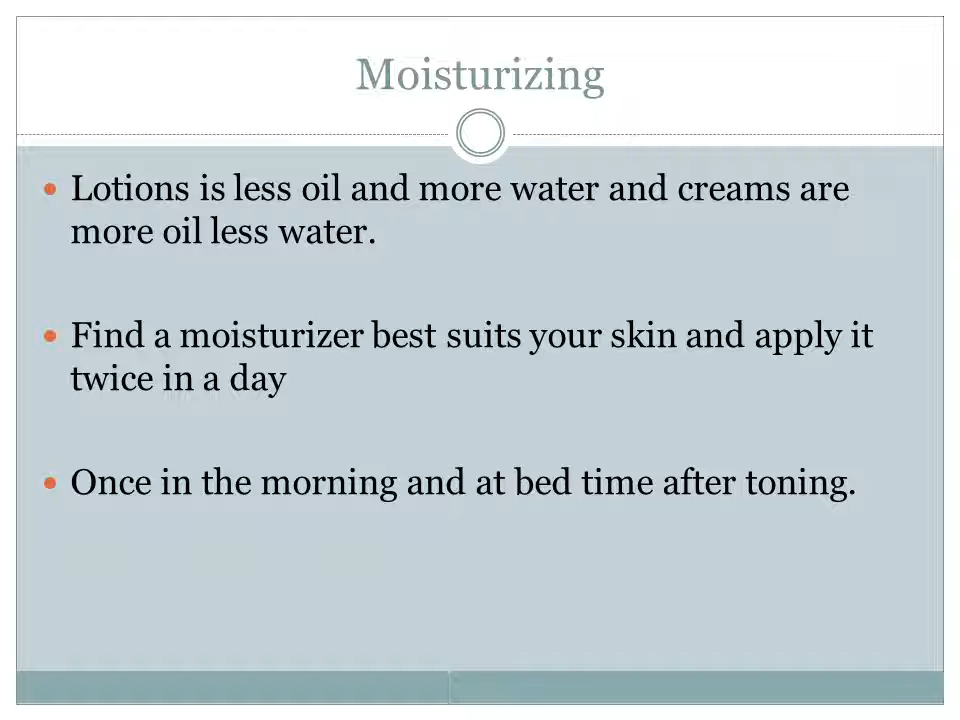 Moisturizing
Lotions is less oil and more water and creams are
more oil less water.
Find a moisturizer best suits your skin and apply it
twice in a day
Once in the morning and at bed time after toning.